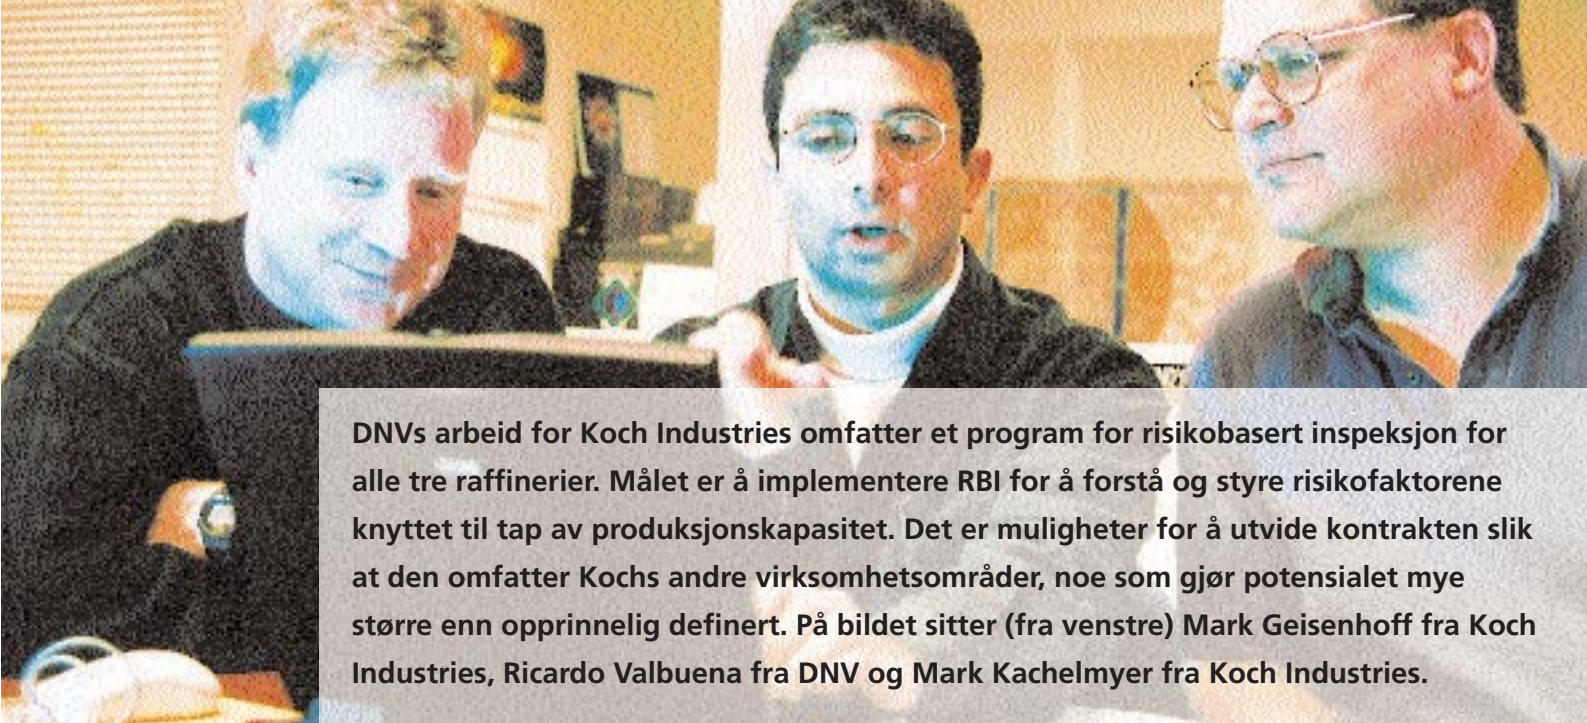 DNVs arbeid for Koch Industries omfatter et program for risikobasert inspeksjon for
alle tre raffinerier. Målet er å implementere RBI for å forstå og styre risikofaktorene
knyttet til tap av produksjonskapasitet. Det er muligheter for å utvide kontrakten slik
at den omfatter Kochs andre virksomhetsområder, noe som gjør potensialet mye
større enn opprinnelig definert. På bildet sitter (fra venstre) Mark Geisenhoff fra Koch
Industries, Ricardo Valbuena fra DNV og Mark Kachelmyer fra Koch Industries.